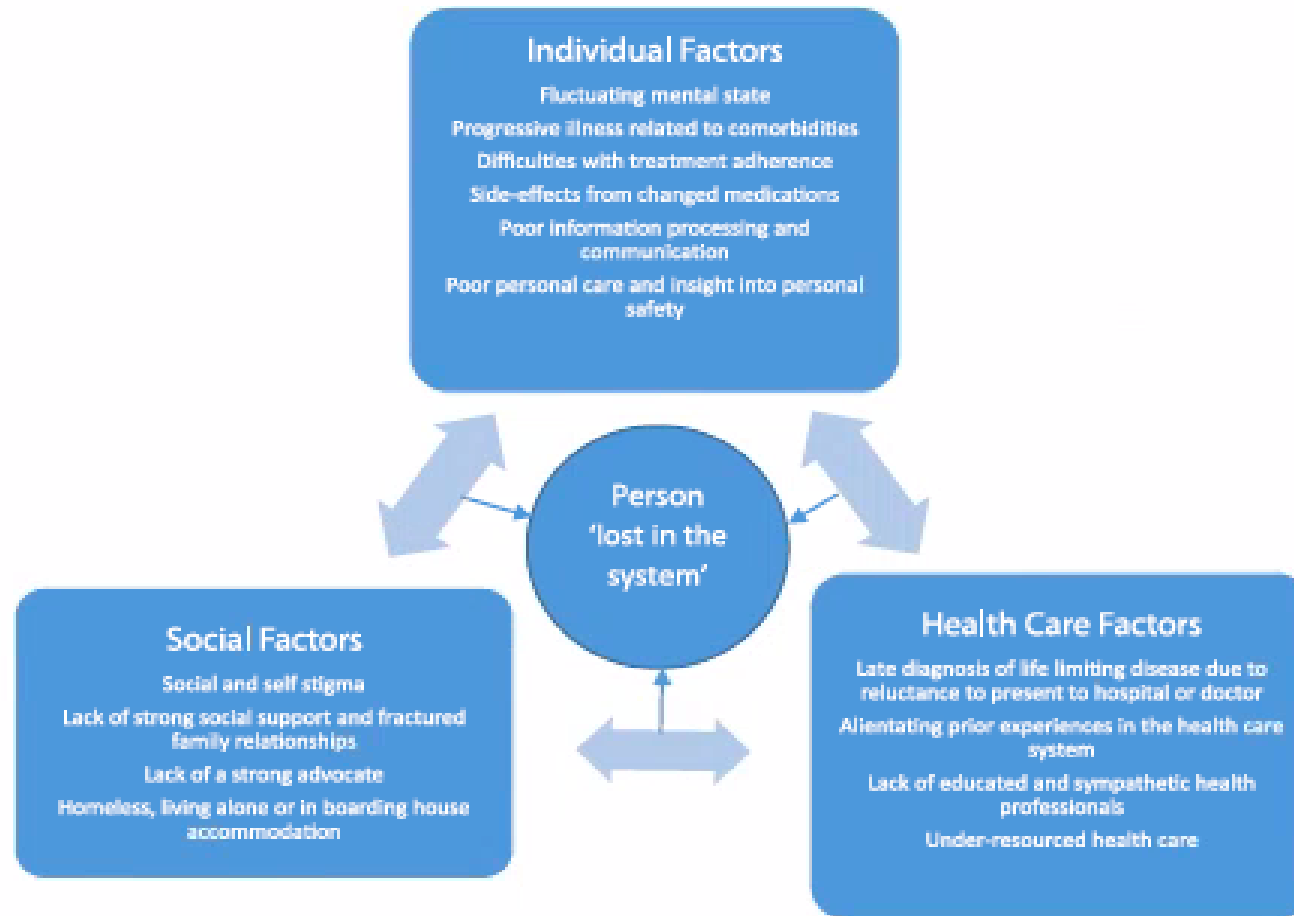 Individual Factors
Fluctuating mental state
Progressive illness related to comorbidities
Difficulties with treatment adherence
Side-effects from changed medications
Poor information processing and
communication
Poor personal care and insight into personal
safety
Person
'lost in the
system'
Social Factors
Social and self stigma
Lack of strong social support and fractured
family relationships
Lack of a strong advocate
Homeless, living alone or in boarding house
accommodation
Health Care Factors
Late diagnosis of life limiting disease due to
reluctance to present to hospital or doctor
Alientating prior experiences in the health care
system
Lack of educated and sympathetic health
professionals
Under-resourced health care